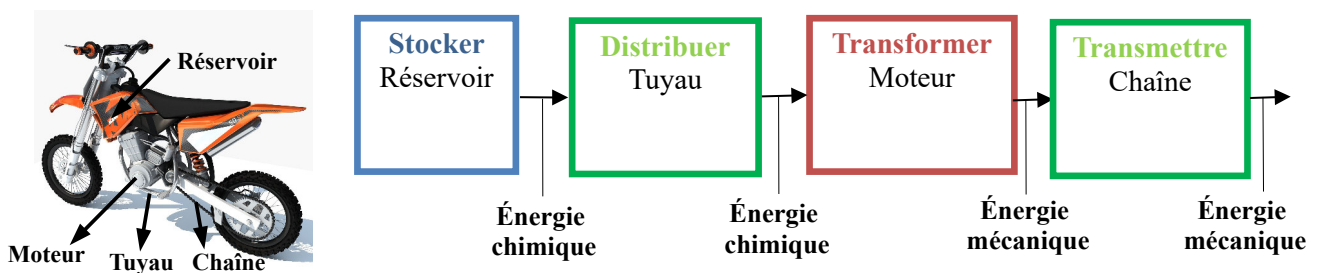 Réservoir
Moteur
Tuyau
Chaîne
Stocker
Réservoir
Distribuer
Tuyau
Transformer
Moteur
Transmettre
Chaîne
Énergie
chimique
Énergie
chimique
Énergie
mécanique
Énergie
mécanique